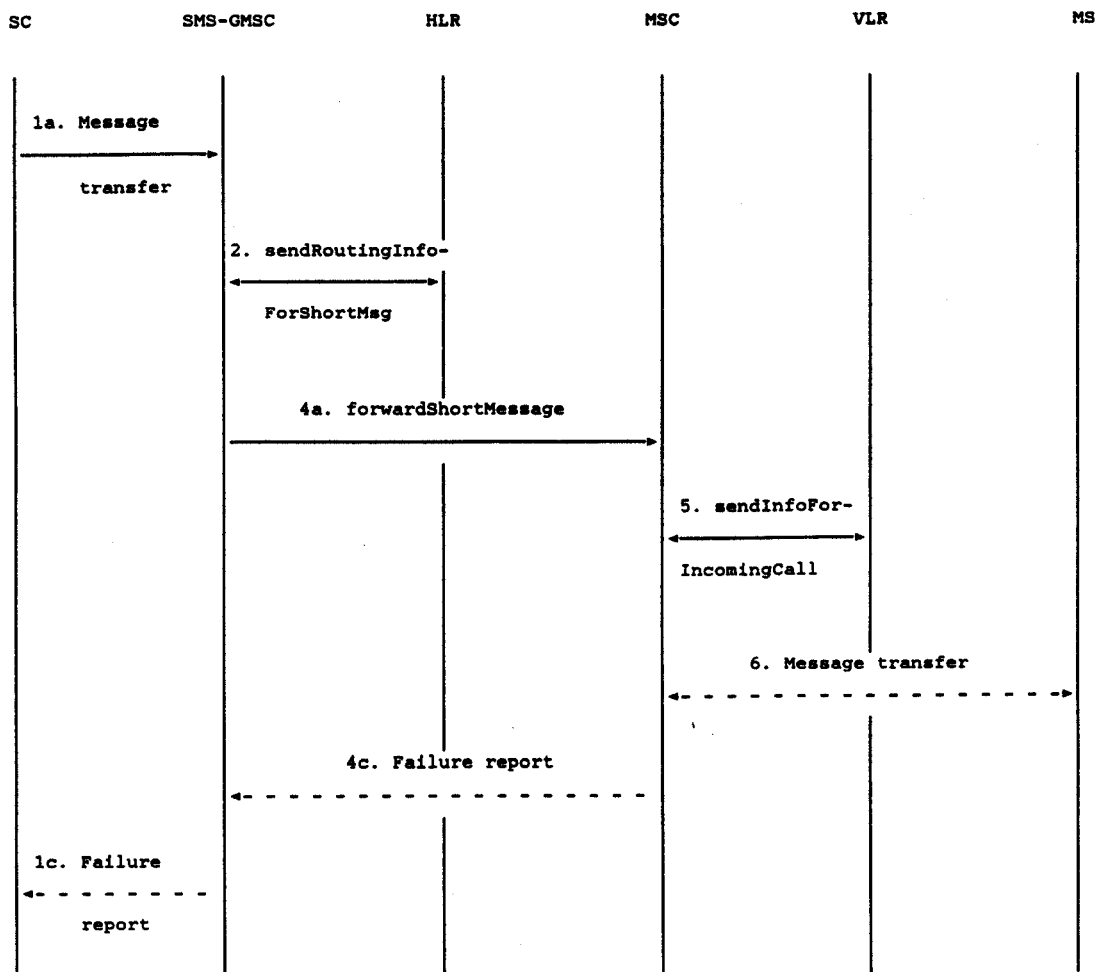 SC SMS-GMSC HLR MSC VLR MS
1a. Message
transfer
2. sendRoutingInfo-
ForShortMsg
4a. forwardShortMessage
5. sendInfoFor-
IncomingCall
6. Message transfer
4c. Failure report
1c. Failure
report